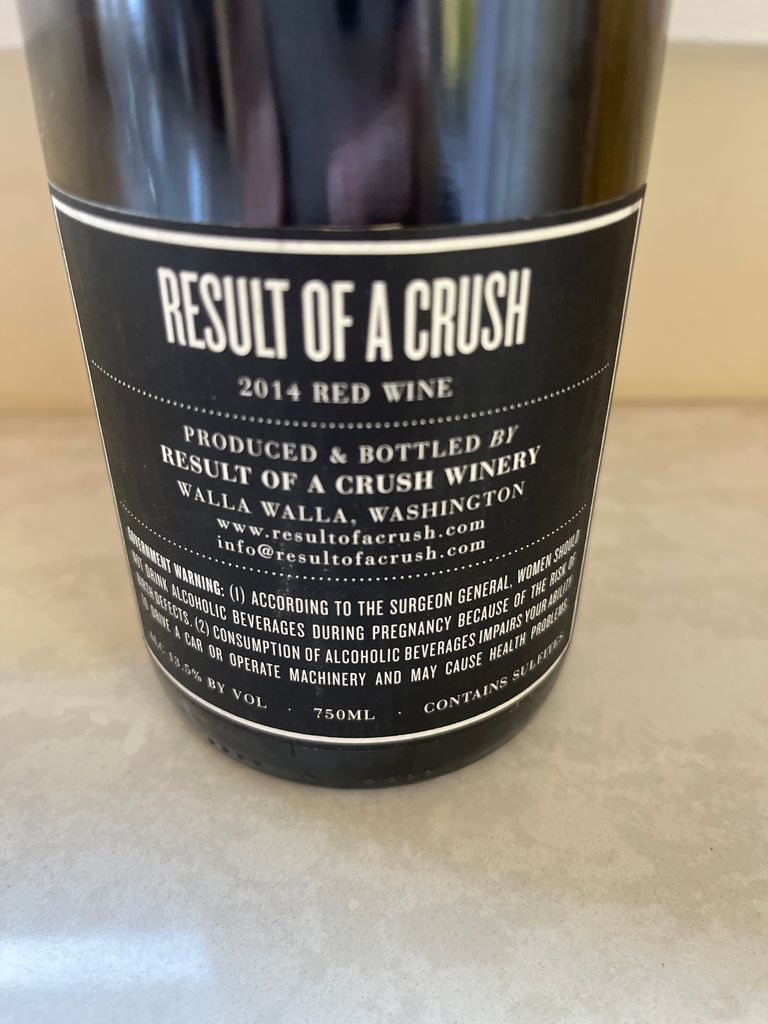 RESULT OF A CRUSH
2014 RED WINE
PRODUCED & BOTTLED BY
RESULT OF A CRUSH WINERY
WALLA WALLA, WASHINGTON
www.resultofacrush.com
info@resultofacrush.com
GOVERNMENT WARNING: (1) ACCORDING TO THE SURGEON GENERAL, WOMEN SHOULD
NOT DRINK ALCOHOLIC BEVERAGES DURING PREGNANCY BECAUSE OF THE RISK OF
BIRTH DEFECTS. (2) CONSUMPTION OF ALCOHOLIC BEVERAGES IMPAIRS YOUR ABILITY
TO DRIVE A CAR OR OPERATE MACHINERY AND MAY CAUSE HEALTH PROBLEMS.
ALC 13.5% BY VOL · 750ML · CONTAINS SULFITES